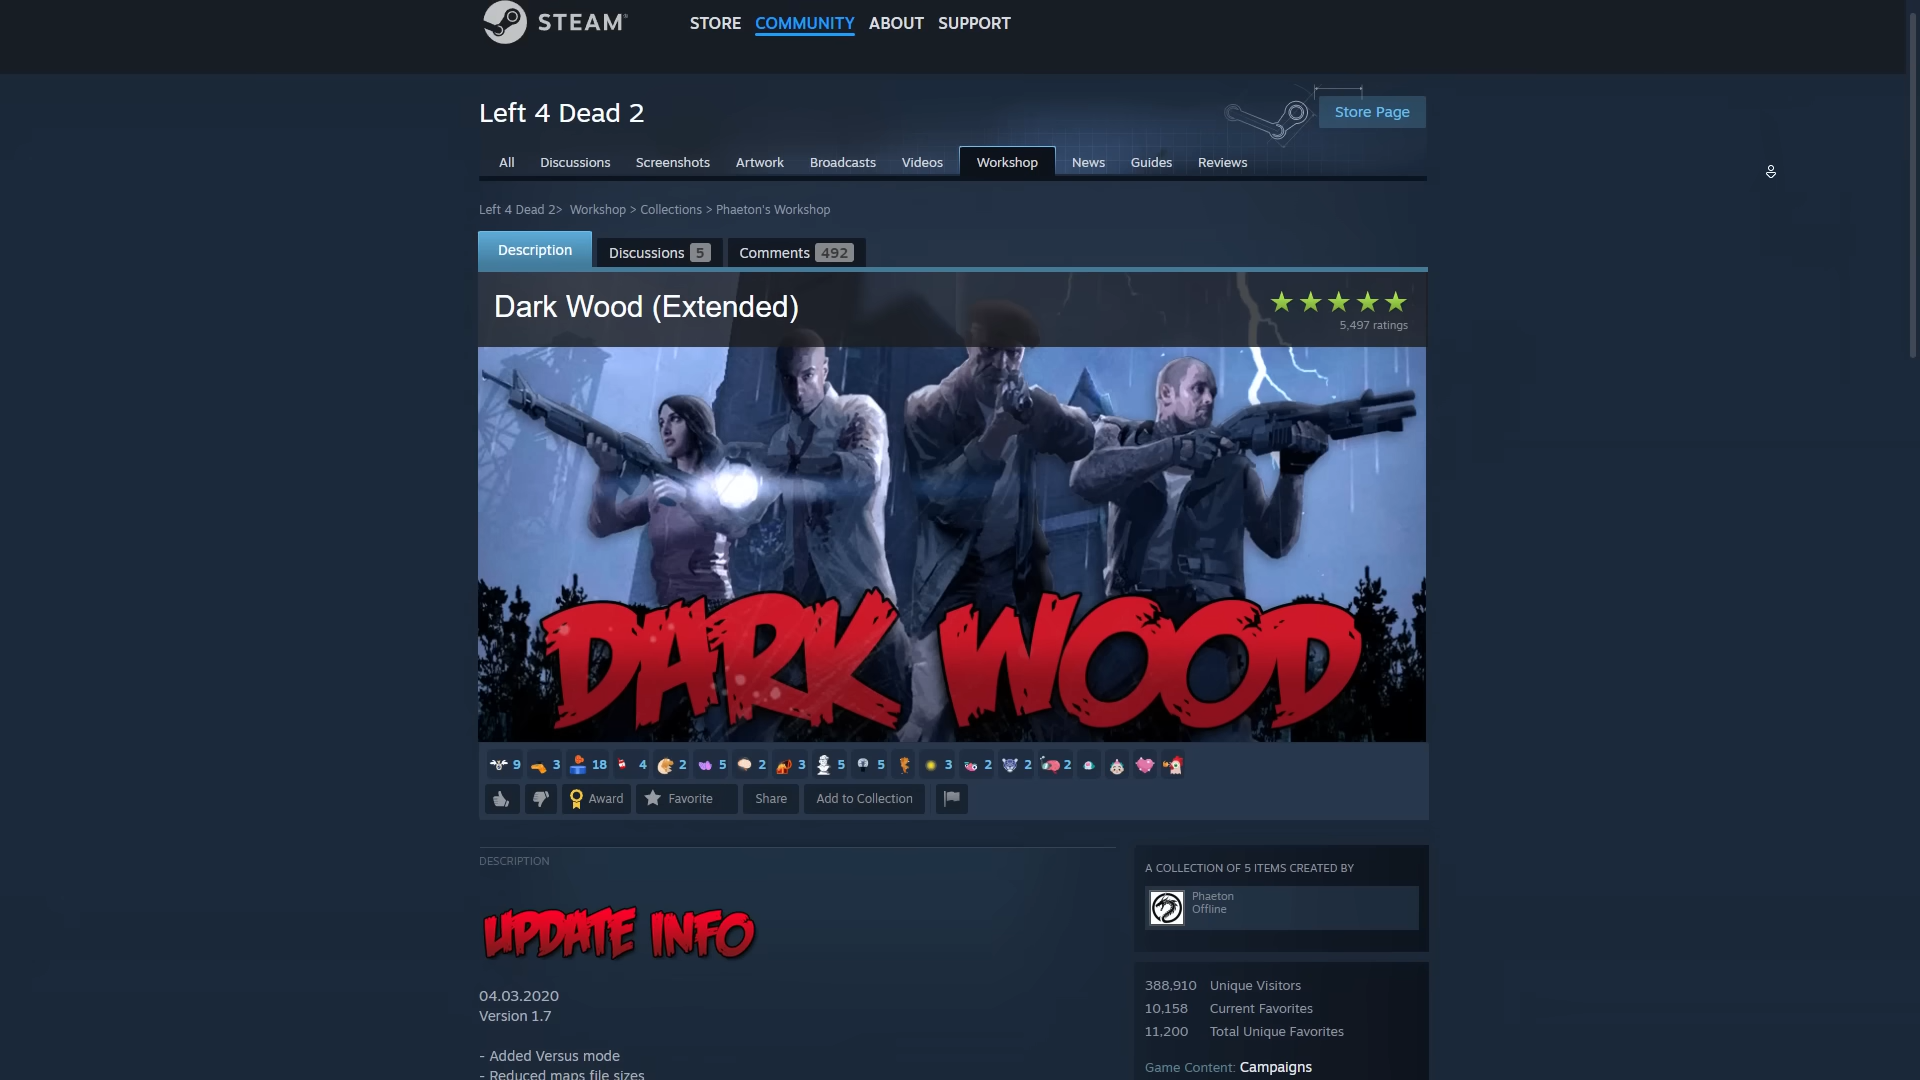 STEAM
STORE COMMUNITY ABOUT SUPPORT
Left 4 Dead 2
Store Page
All Discussions Screenshots Artwork Broadcasts Videos Workshop News Guides Reviews
Left 4 Dead 2> Workshop > Collections > Phaeton's Workshop
Description Discussions 5 Comments 492
Dark Wood (Extended)
5,497 ratings
DARK WOOD
9 3 18 4 2 5 2 3 5 5 3 2 2 2
Award Favorite Share Add to Collection
DESCRIPTION
UPDATE INFO
04.03.2020
Version 1.7
- Added Versus mode
- Reduced maps file sizes
A COLLECTION OF 5 ITEMS CREATED BY
Phaeton
Offline
388,910 Unique Visitors
10,158 Current Favorites
11,200 Total Unique Favorites
Game Content: Campaigns